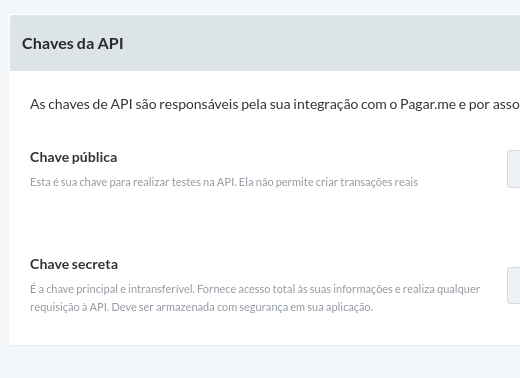 Chaves da API
As chaves de API são responsáveis pela sua integração com o Pagar.me e por asso
Chave pública
Esta é sua chave para realizar testes na API. Ela não permite criar transações reais
Chave secreta
É a chave principal e intransferível. Fornece acesso total às suas informações e realiza qualquer
requisição à API. Deve ser armazenada com segurança em sua aplicação.